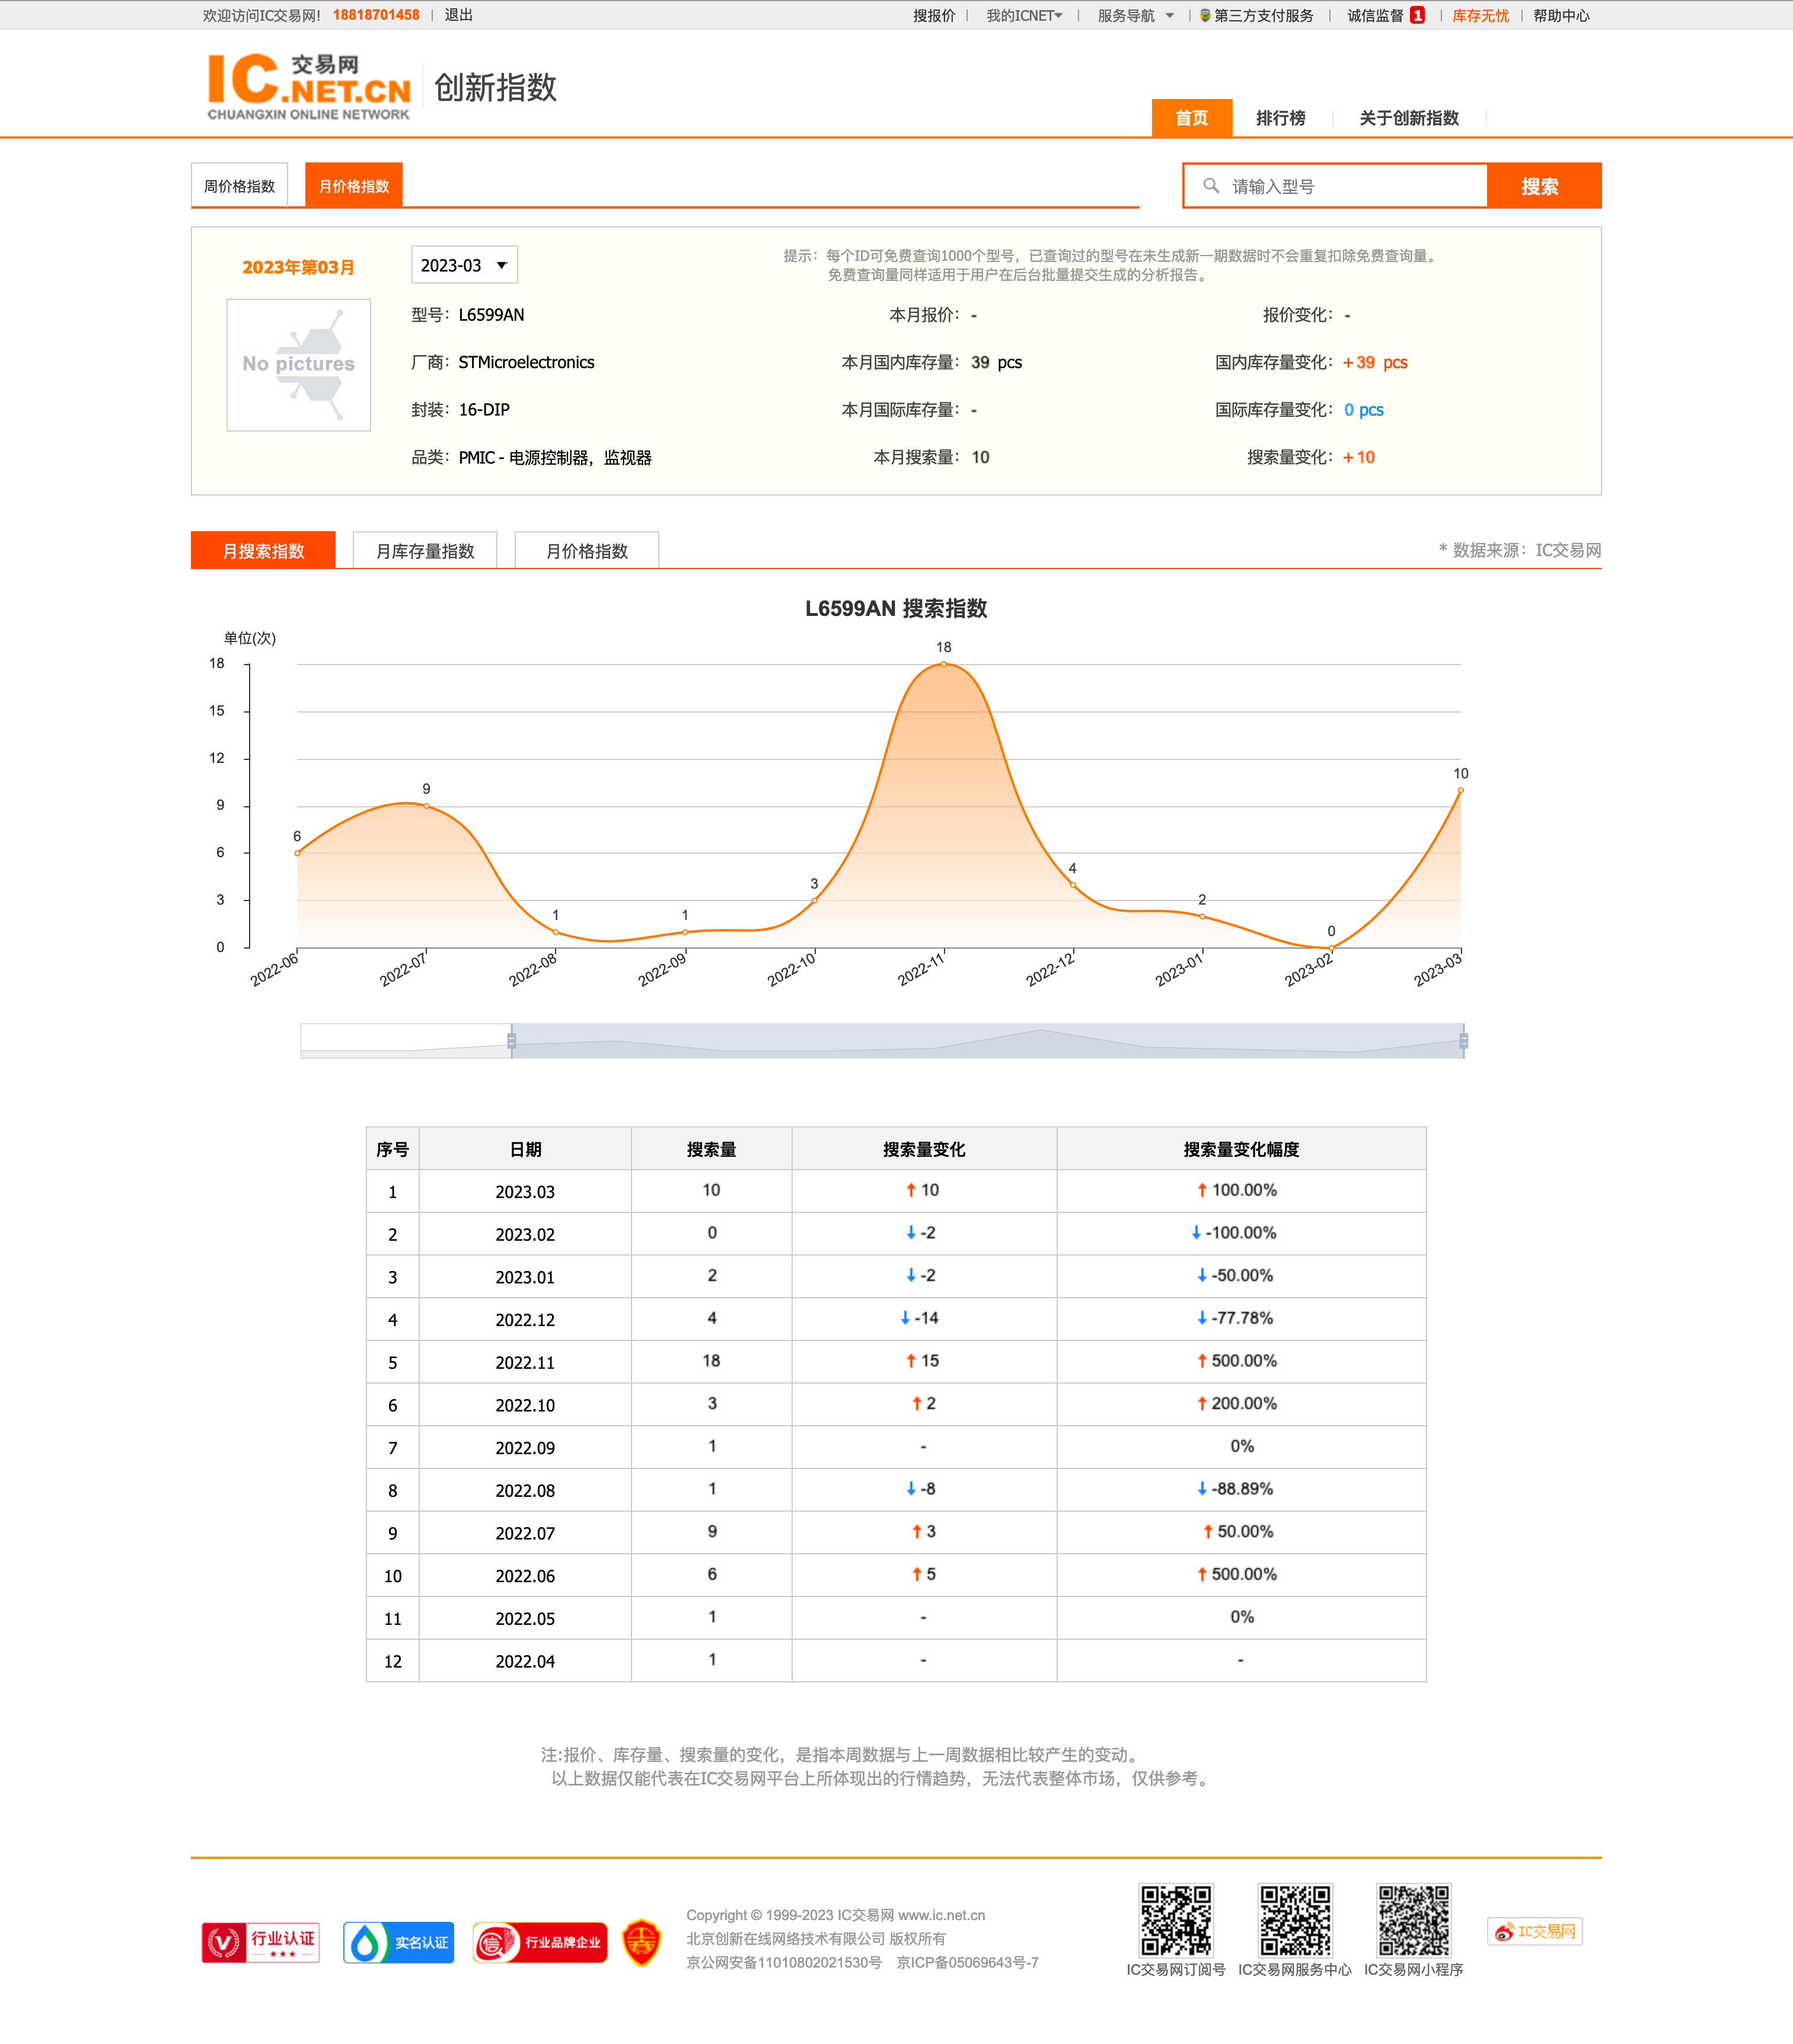 欢迎访问IC交易网! 18818701458 | 退出 搜报价 | 我的ICNET | 服务导航 | 第三方支付服务 | 诚信监督 1 | 库存无忧 | 帮助中心
IC 交易网 .NET.CN
CHUANGXIN ONLINE NETWORK
创新指数
首页 排行榜 关于创新指数
周价格指数 月价格指数 请输入型号 搜索
2023年第03月 2023-03
提示：每个ID可免费查询1000个型号，已查询过的型号在未生成新一期数据时不会重复扣除免费查询量。
免费查询量同样适用于用户在后台批量提交生成的分析报告。
No pictures
型号：L6599AN 本月报价：- 报价变化：-
厂商：STMicroelectronics 本月国内库存量：39 pcs 国内库存量变化：+39 pcs
封装：16-DIP 本月国际库存量：- 国际库存量变化：0 pcs
品类：PMIC - 电源控制器，监视器 本月搜索量：10 搜索量变化：+10
月搜索指数 月库存量指数 月价格指数 * 数据来源：IC交易网
L6599AN 搜索指数
单位(次)
18
15
12
9
6
3
0
6 9 1 1 3 18 4 2 0 10
2022-06 2022-07 2022-08 2022-09 2022-10 2022-11 2022-12 2023-01 2023-02 2023-03
序号 日期 搜索量 搜索量变化 搜索量变化幅度
1 2023.03 10 ↑ 10 ↑ 100.00%
2 2023.02 0 ↓ -2 ↓ -100.00%
3 2023.01 2 ↓ -2 ↓ -50.00%
4 2022.12 4 ↓ -14 ↓ -77.78%
5 2022.11 18 ↑ 15 ↑ 500.00%
6 2022.10 3 ↑ 2 ↑ 200.00%
7 2022.09 1 - 0%
8 2022.08 1 ↓ -8 ↓ -88.89%
9 2022.07 9 ↑ 3 ↑ 50.00%
10 2022.06 6 ↑ 5 ↑ 500.00%
11 2022.05 1 - 0%
12 2022.04 1 - -
注:报价、库存量、搜索量的变化，是指本周数据与上一周数据相比较产生的变动。
以上数据仅能代表在IC交易网平台上所体现出的行情趋势，无法代表整体市场，仅供参考。
行业认证 实名认证 信 行业品牌企业
Copyright © 1999-2023 IC交易网 www.ic.net.cn
北京创新在线网络技术有限公司 版权所有
京公网安备11010802021530号 京ICP备05069643号-7
IC交易网订阅号 IC交易网服务中心 IC交易网小程序
IC交易网